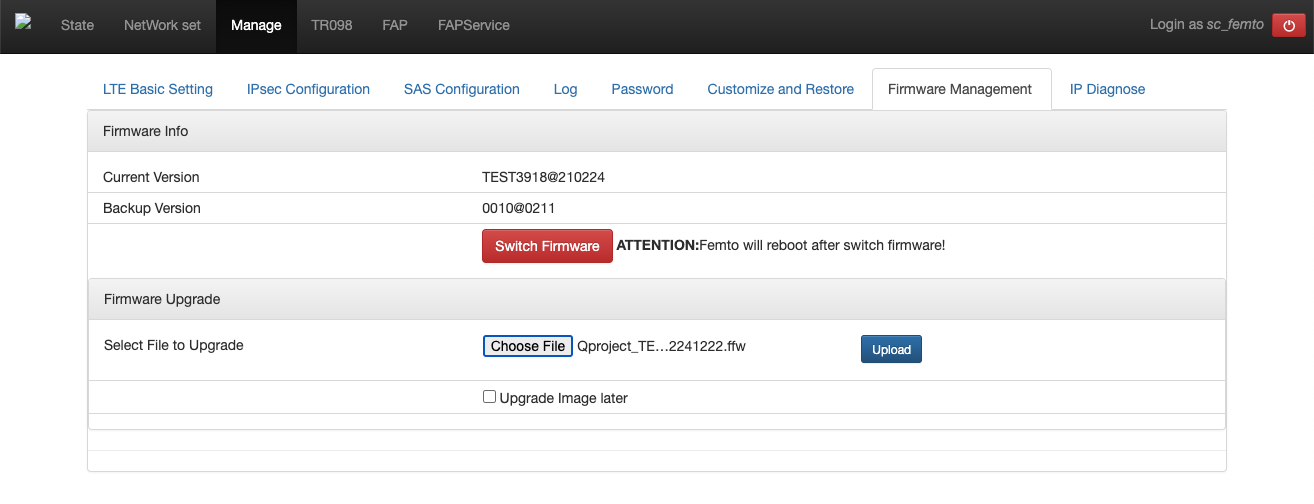 State NetWork set Manage TR098 FAP FAPService Login as sc_femto
LTE Basic Setting IPsec Configuration SAS Configuration Log Password Customize and Restore Firmware Management IP Diagnose
Firmware Info
Current Version TEST3918@210224
Backup Version 0010@0211
Switch Firmware ATTENTION:Femto will reboot after switch firmware!
Firmware Upgrade
Select File to Upgrade Choose File Qproject_TE...2241222.ffw Upload
Upgrade Image later